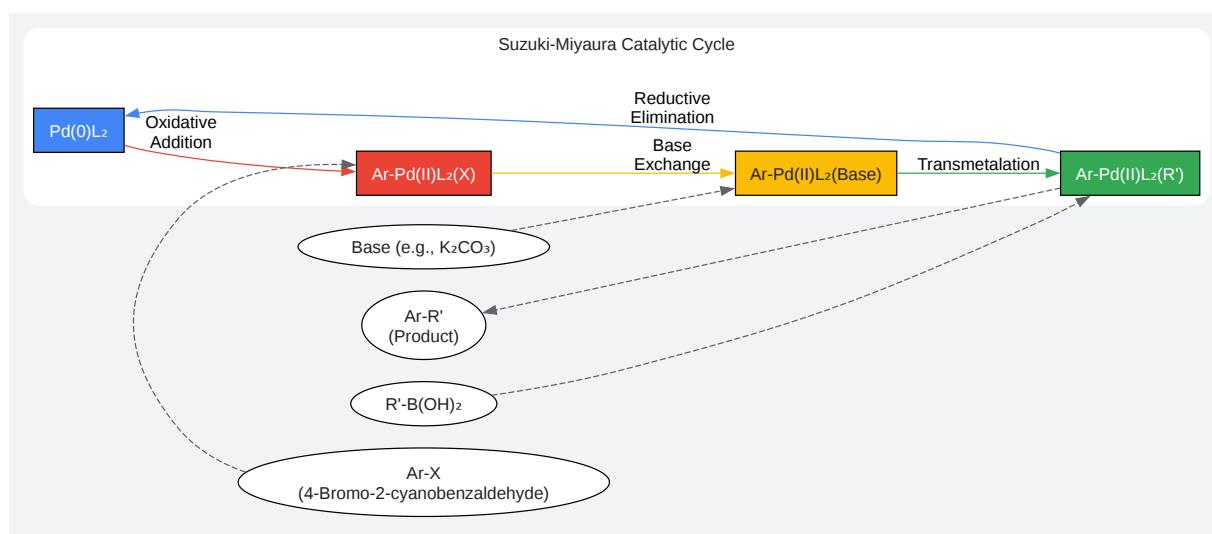 Suzuki-Miyaura Catalytic Cycle
Reductive
Elimination
Pd(0)L₂
Oxidative
Addition
Base
Exchange
Ar-Pd(II)L₂(X)
Ar-Pd(II)L₂(Base)
Transmetalation
Ar-Pd(II)L₂(R')
Base (e.g., K₂CO₃)
Ar-R'
(Product)
R'-B(OH)₂
Ar-X
(4-Bromo-2-cyanobenzaldehyde)